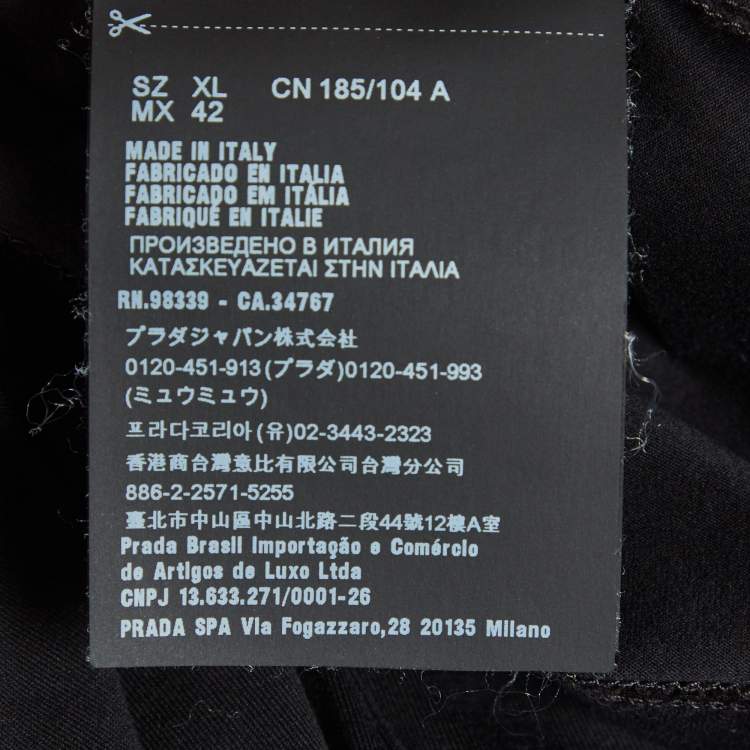 SZ XL CN 185/104 A
MX 42
MADE IN ITALY
FABRICADO EN ITALIA
FABRICADO EM ITÁLIA
FABRIQUÉ EN ITALIE
ПРОИЗВЕДЕНО В ИТАЛИЯ
ΚΑΤΑΣΚΕΥΑΖΕΤΑΙ ΣΤΗΝ ΙΤΑΛΙΑ
RN.98339 - CA.34767
プラダジャパン株式会社
0120-451-913(プラダ)0120-451-993
(ミュウミュウ)
프라다코리아(유)02-3443-2323
香港商台灣意比有限公司台灣分公司
886-2-2571-5255
臺北市中山區中山北路二段44號12樓A室
Prada Brasil Importação e Comércio
de Artigos de Luxo Ltda
CNPJ 13.633.271/0001-26
PRADA SPA Via Fogazzaro,28 20135 Milano